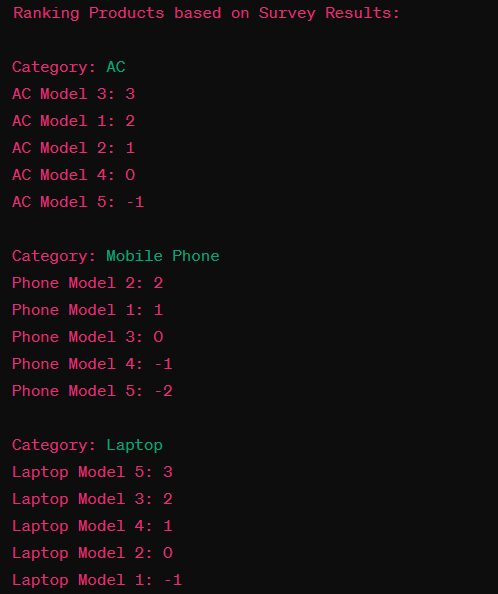 Ranking Products based on Survey Results:
Category: AC
AC Model 3: 3
AC Model 1: 2
AC Model 2: 1
AC Model 4: 0
AC Model 5: -1
Category: Mobile Phone
Phone Model 2: 2
Phone Model 1: 1
Phone Model 3: 0
Phone Model 4: -1
Phone Model 5: -2
Category: Laptop
Laptop Model 5: 3
Laptop Model 3: 2
Laptop Model 4: 1
Laptop Model 2: 0
Laptop Model 1: -1